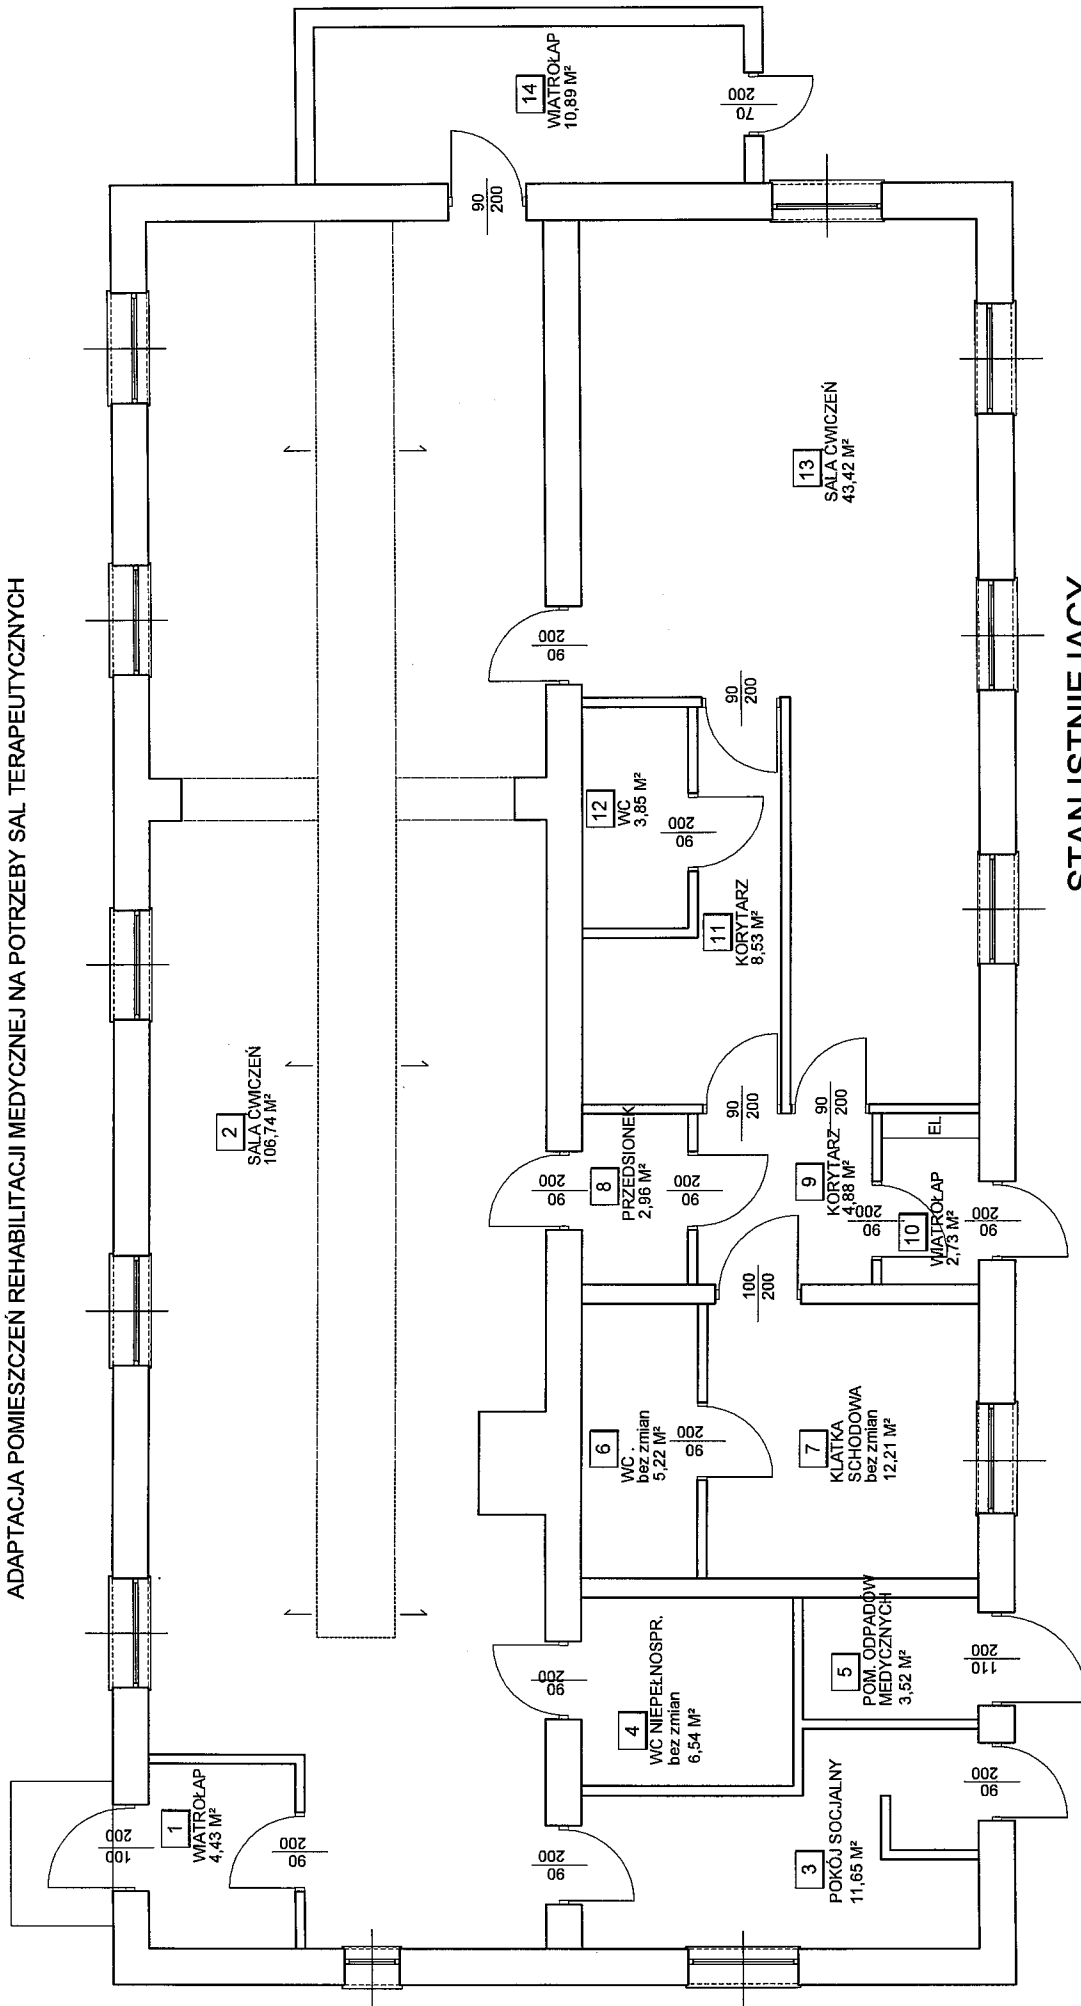 ADAPTACJA POMIESZCZEŃ REHABILITACJI MEDYCZNEJ NA POTRZEBY SAL TERAPEUTYCZNYCH
1
WIATROŁAP
4,43 M²
100
200
90
200
2
SALA ĆWICZEŃ
106,74 M²
90
200
90
200
90
200
90
200
90
200
14
WIATROŁAP
10,89 M²
70
200
3
POKÓJ SOCJALNY
11,65 M²
90
200
4
WC NIEPEŁNOSPR.
bez zmian
6,54 M²
5
POM. ODPADÓW
MEDYCZNYCH
3,52 M²
110
200
6
WC .
bez zmian
5,22 M²
90
200
7
KLATKA
SCHODOWA
bez zmian
12,21 M²
100
200
8
PRZEDSIONEK
2,96 M²
90
200
9
KORYTARZ
4,88 M²
90
200
90
200
90
200
10
WIATROŁAP
2,73 M²
90
200
EL
11
KORYTARZ
8,53 M²
90
200
12
WC
3,85 M²
90
200
13
SALA ĆWICZEŃ
43,42 M²